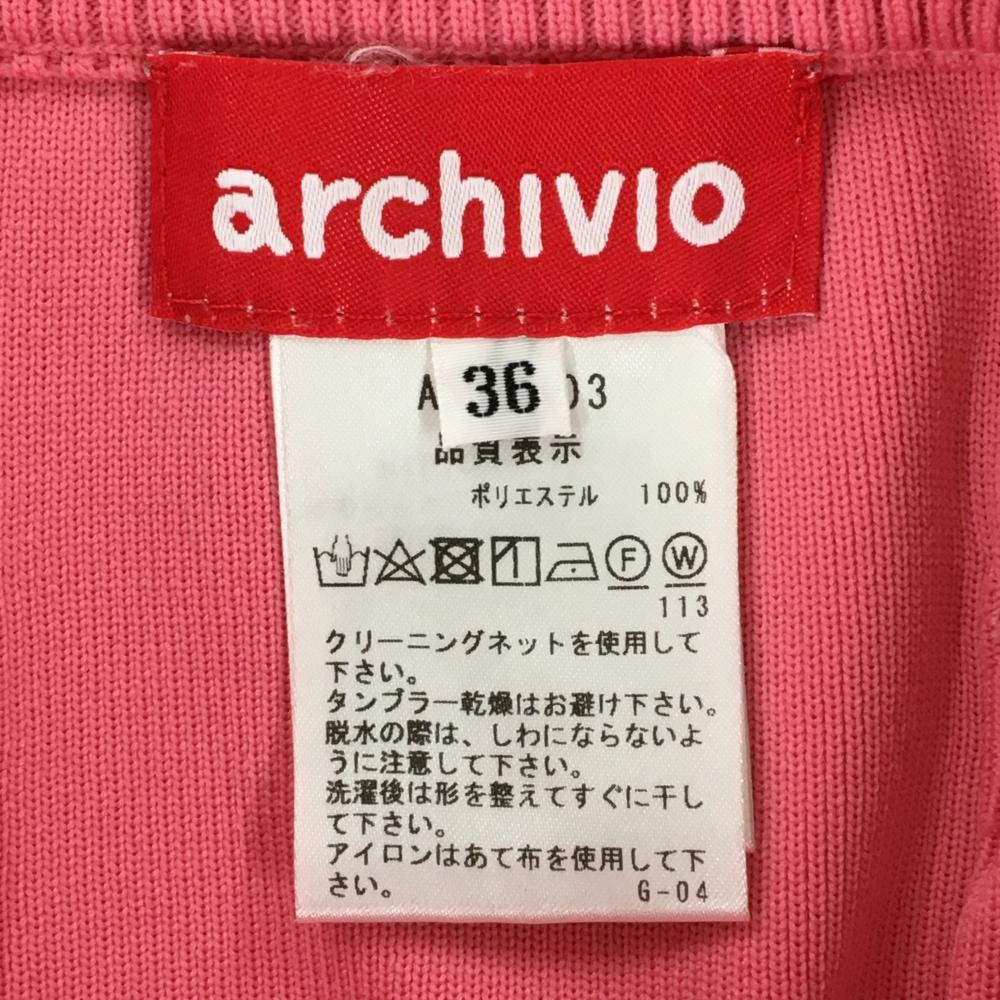 archivio
36
03
品質表示
ポリエステル 100%
F W
113
クリーニングネットを使用して
下さい。
タンブラー乾燥はお避け下さい。
脱水の際は、しわにならないよ
うに注意して下さい。
洗濯後は形を整えてすぐに干し
て下さい。
アイロンはあて布を使用して下
さい。 G-04